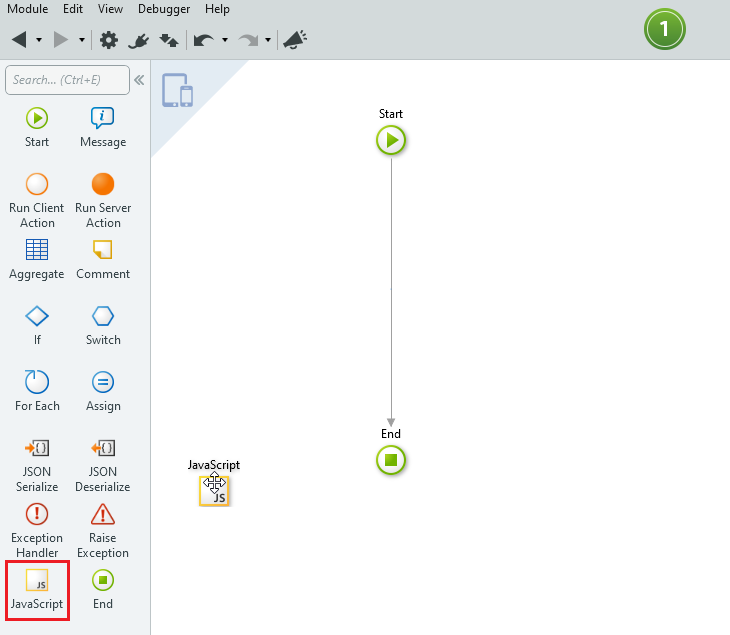 Module Edit View Debugger Help
1
Search... (Ctrl+E)
Start
Message
Run Client
Action
Run Server
Action
Aggregate
Comment
If
Switch
For Each
Assign
JSON
Serialize
JSON
Deserialize
Exception
Handler
Raise
Exception
JS
JavaScript
End
Start
End
JavaScript
JS